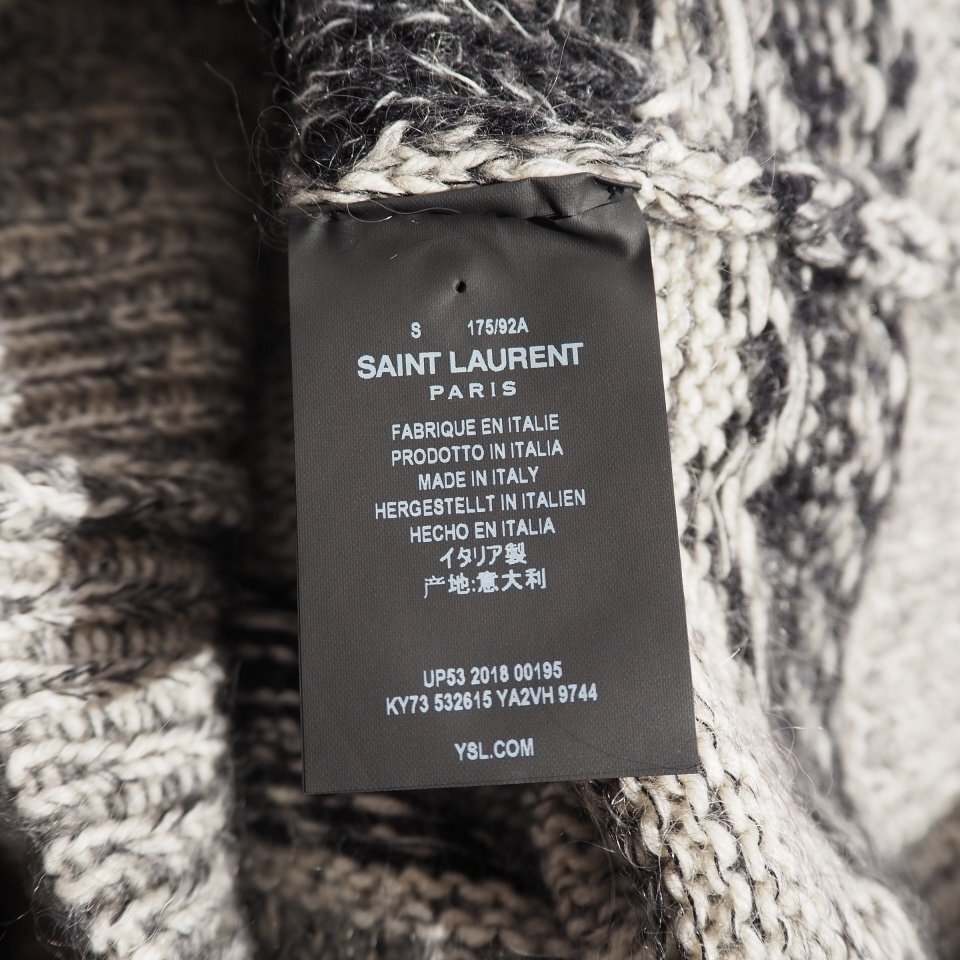 S 175/92A
SAINT LAURENT
PARIS
FABRIQUE EN ITALIE
PRODOTTO IN ITALIA
MADE IN ITALY
HERGESTELLT IN ITALIEN
HECHO EN ITALIA
イタリア製
产地:意大利
UP53 2018 00195
KY73 532615 YA2VH 9744
YSL.COM